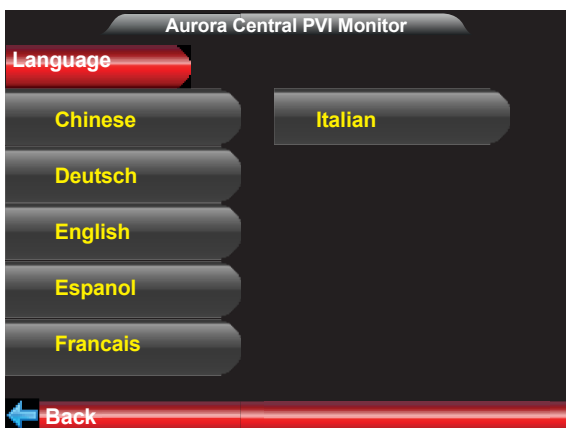 Aurora Central PVI Monitor
Language
Chinese
Italian
Deutsch
English
Espanol
Francais
Back